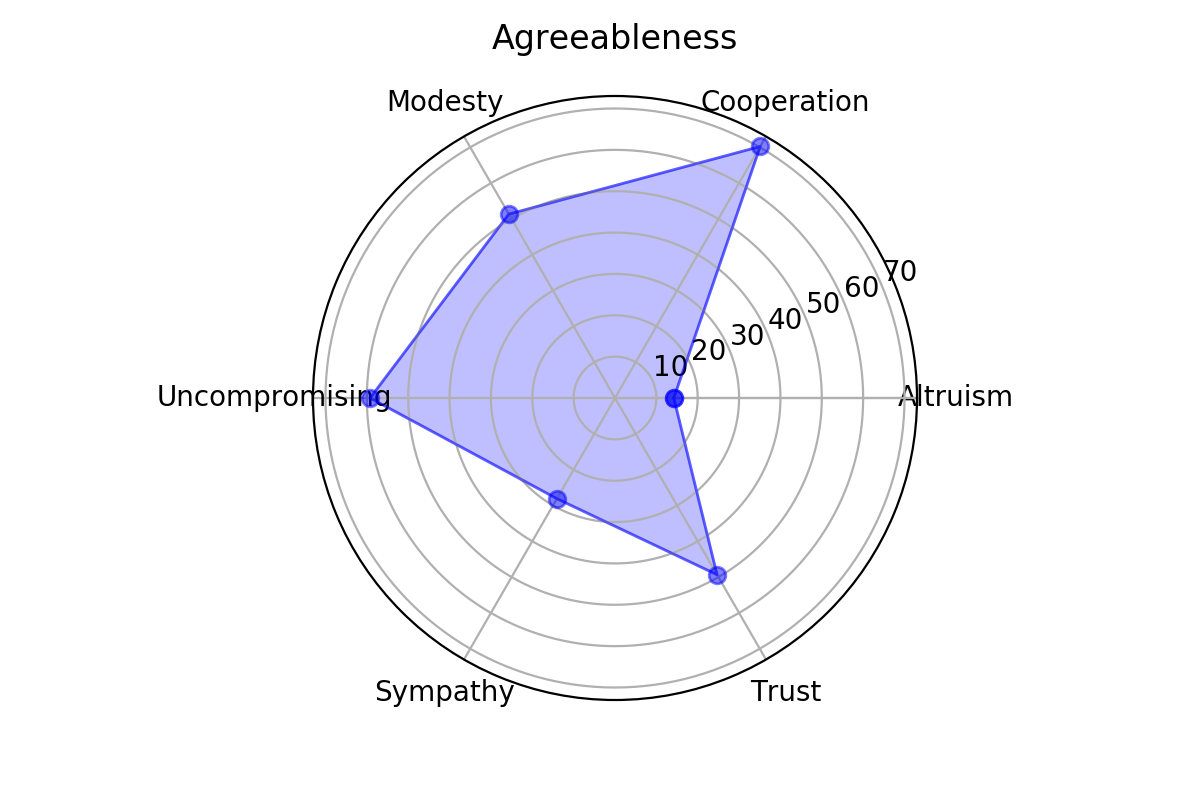 Agreeableness
Modesty
Cooperation
70
60
50
40
30
20
10
Uncompromising
Altruism
Sympathy
Trust